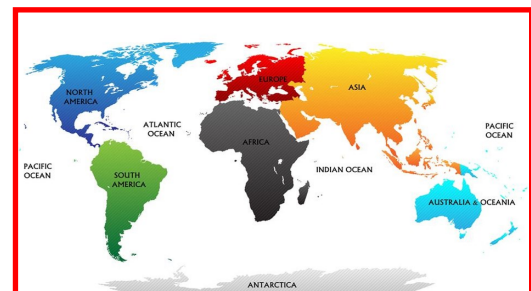 NORTH
AMERICA
EUROPE
ASIA
ATLANTIC
OCEAN
PACIFIC
OCEAN
AFRICA
PACIFIC
OCEAN
INDIAN OCEAN
SOUTH
AMERICA
AUSTRALIA & OCEANIA
ANTARCTICA